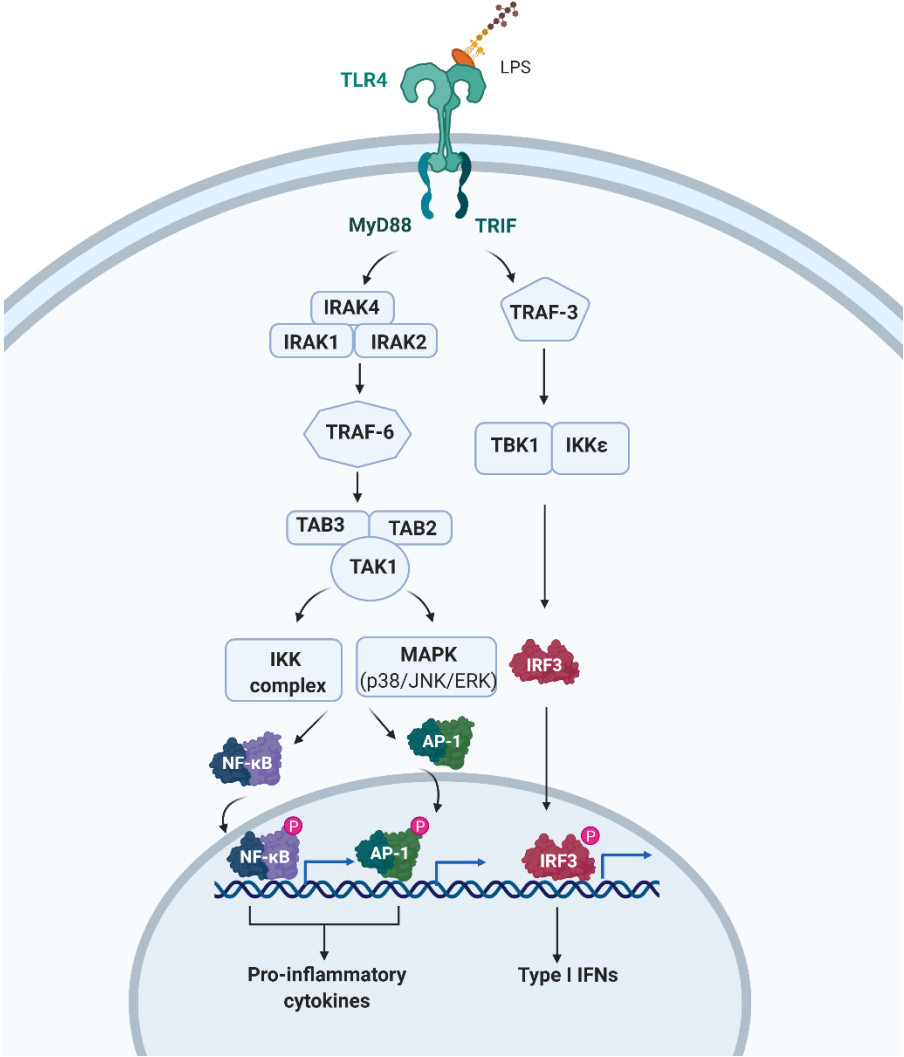 LPS
TLR4
MyD88
TRIF
IRAK4
IRAK1
IRAK2
TRAF-3
TRAF-6
TBK1
IKKε
TAB3
TAB2
TAK1
IKK
complex
MAPK
(p38/JNK/ERK)
IRF3
NF-κB
AP-1
P
NF-κB
P
AP-1
P
IRF3
Pro-inflammatory
cytokines
Type I IFNs